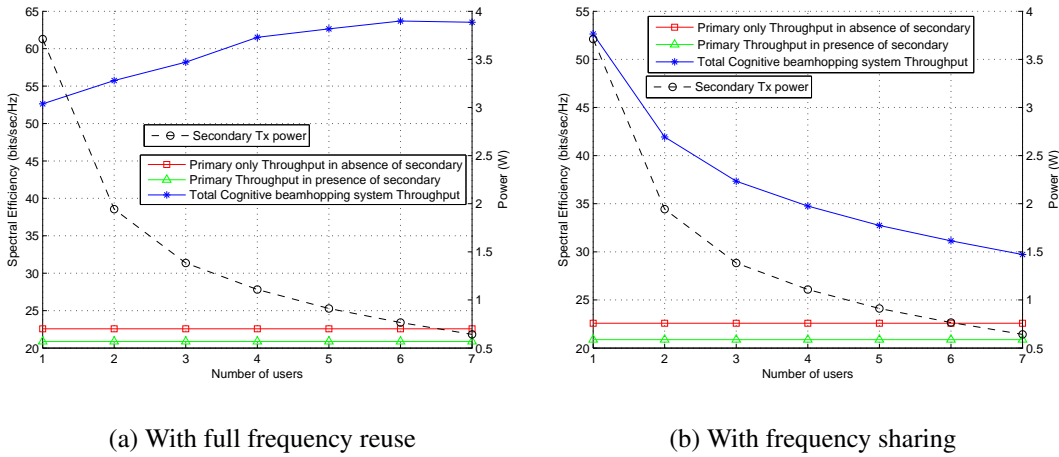 65
60
55
50
45
40
35
30
25
20
Spectral Efficiency (bits/sec/Hz)
Secondary Tx power
Primary only Throughput in absence of secondary
Primary Throughput in presence of secondary
Total Cognitive beamhopping system Throughput
4
3.5
3
2.5
2
1.5
1
0.5
Power (W)
1 2 3 4 5 6 7
Number of users
(a) With full frequency reuse
55
50
45
40
35
30
25
20
Spectral Efficiency (bits/sec/Hz)
Primary only Throughput in absence of secondary
Primary Throughput in presence of secondary
Total Cognitive beamhopping system Throughput
Secondary Tx power
4
3.5
3
2.5
2
1.5
1
0.5
Power (W)
1 2 3 4 5 6 7
Number of users
(b) With frequency sharing